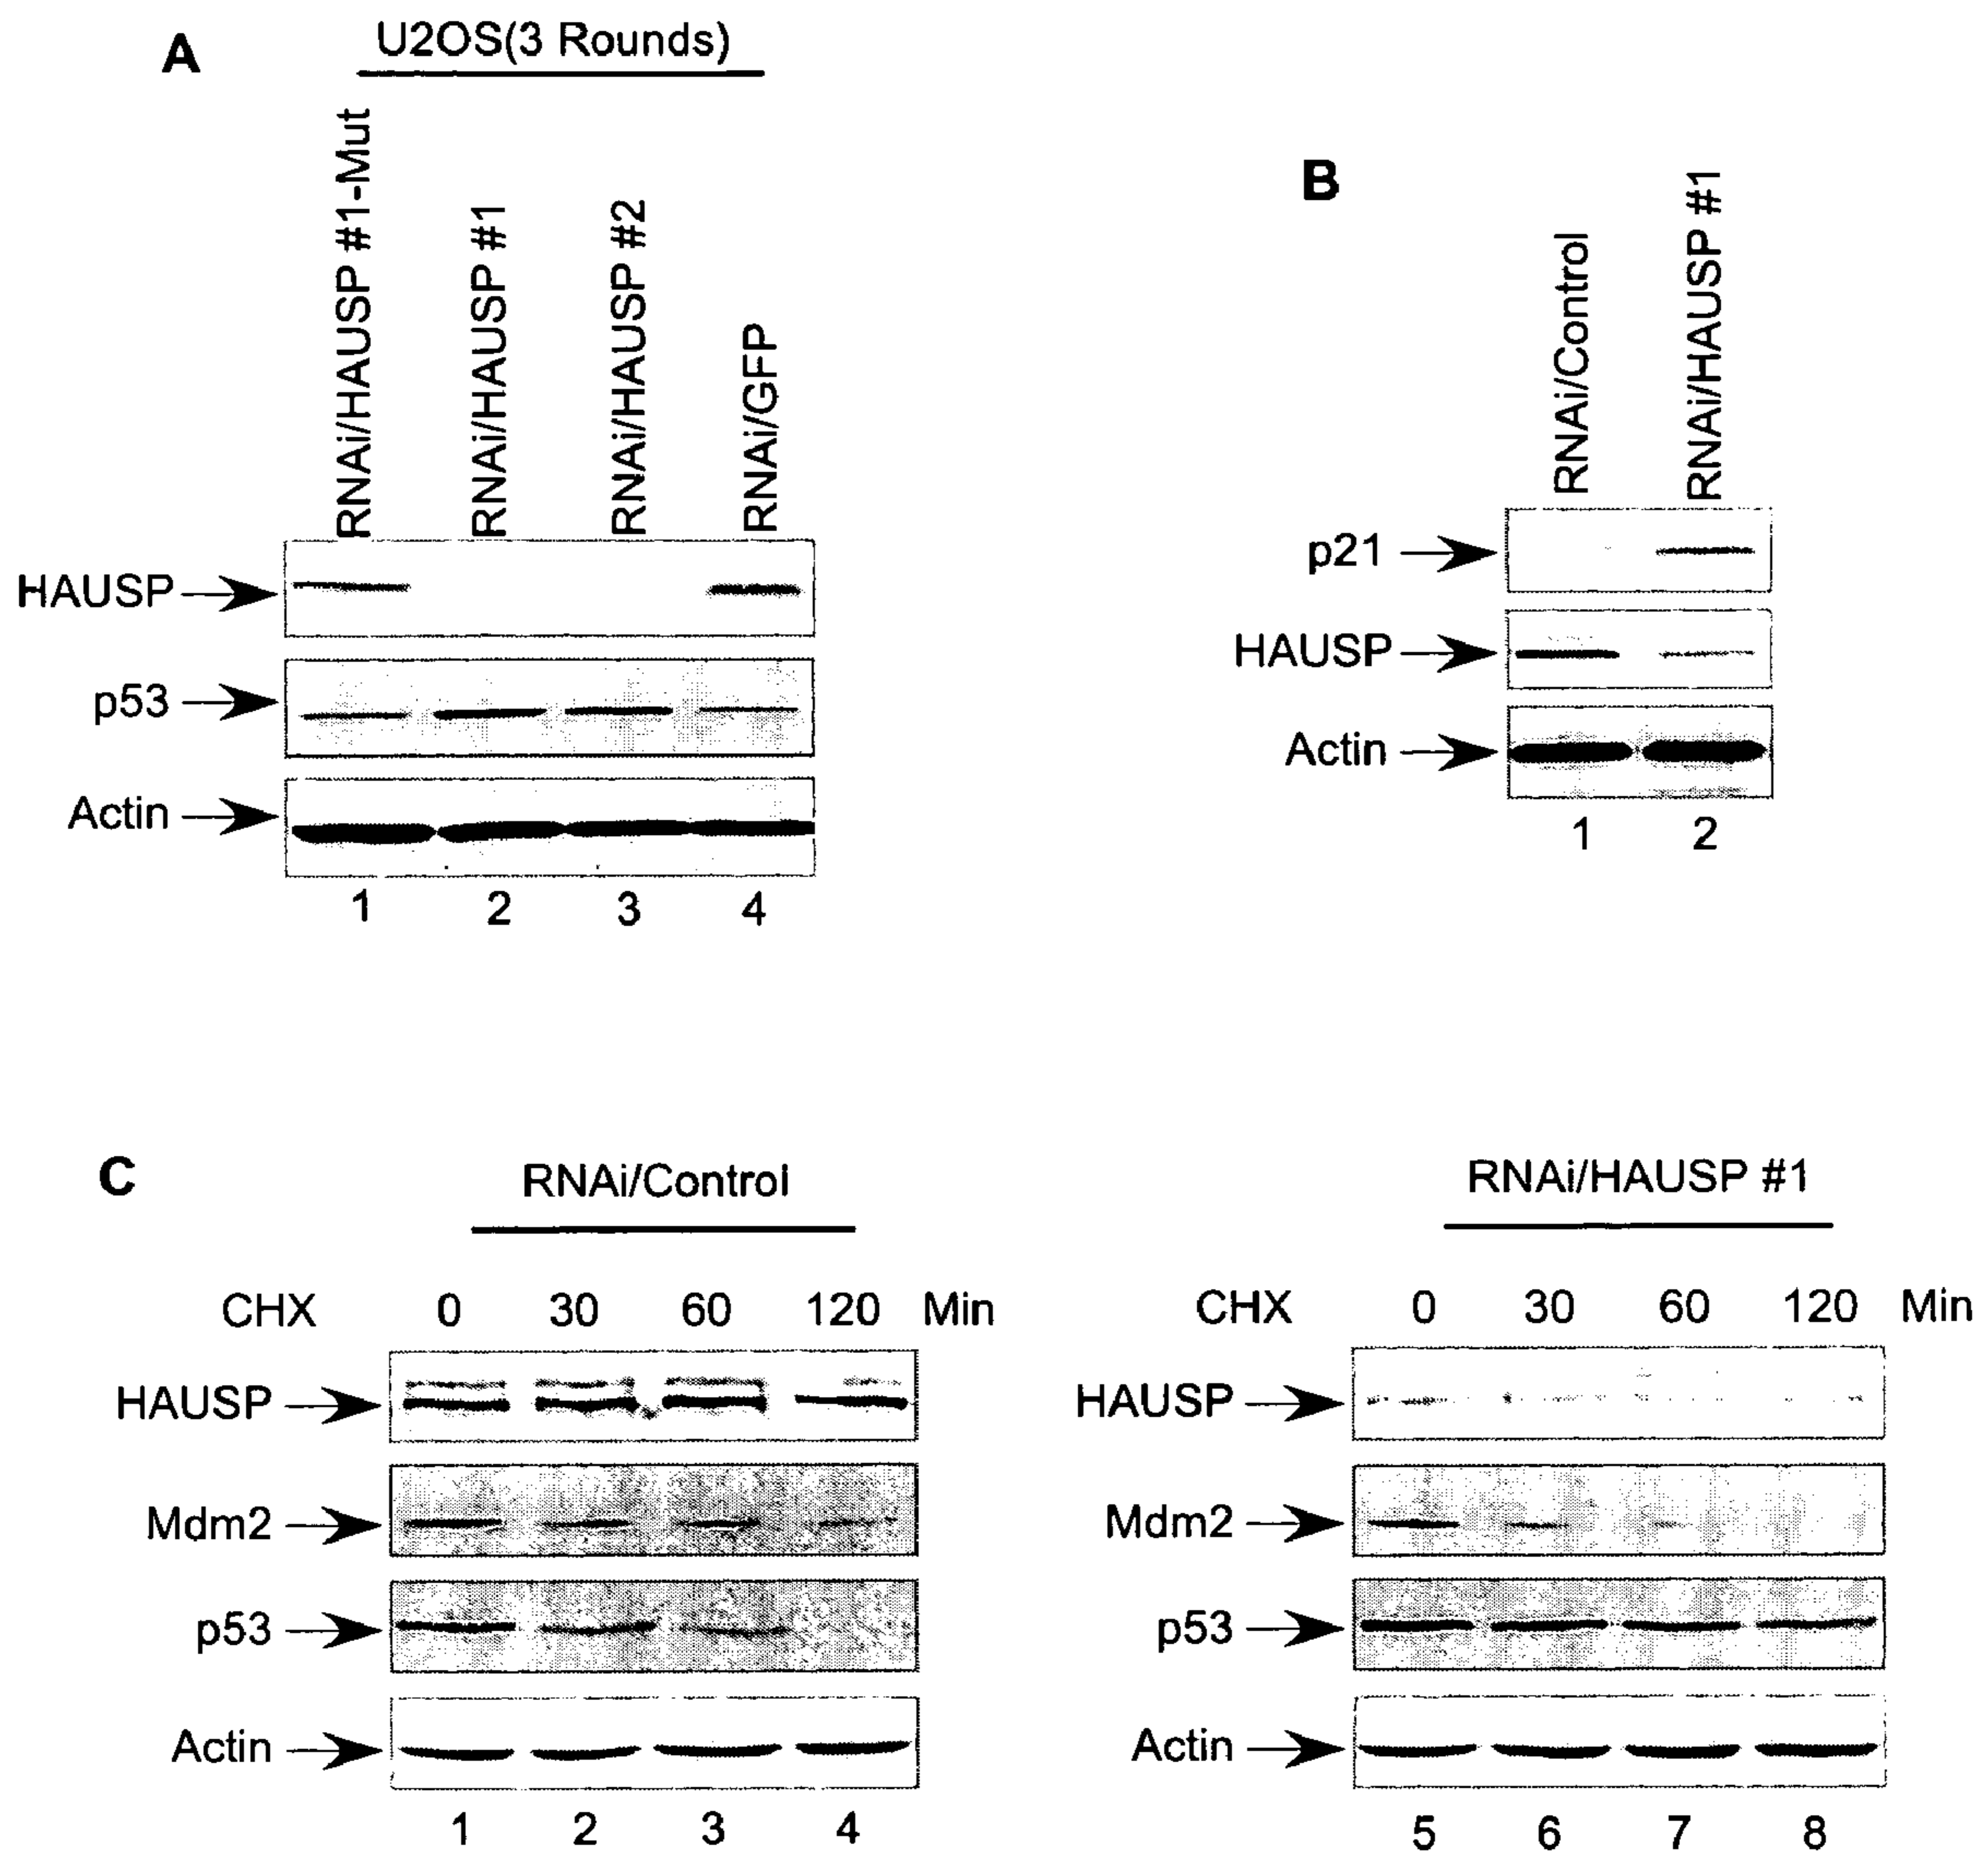 A
U2OS(3 Rounds)
RNAi/HAUSP #1-Mut
RNAi/HAUSP #1
RNAi/HAUSP #2
RNAi/GFP
HAUSP
p53
Actin
1 2 3 4
B
RNAi/Control
RNAi/HAUSP #1
p21
HAUSP
Actin
1 2
C
RNAi/Control
CHX 0 30 60 120 Min
HAUSP
Mdm2
p53
Actin
1 2 3 4
RNAi/HAUSP #1
CHX 0 30 60 120 Min
HAUSP
Mdm2
p53
Actin
5 6 7 8